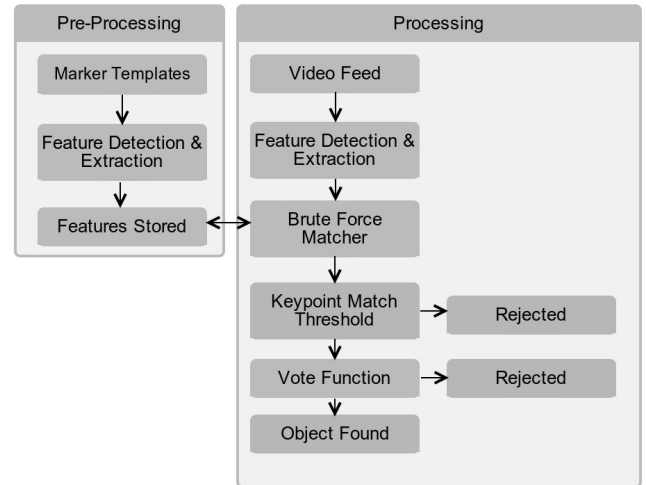 Pre-Processing
Marker Templates
Feature Detection &
Extraction
Features Stored
Processing
Video Feed
Feature Detection &
Extraction
Brute Force
Matcher
Keypoint Match
Threshold
Rejected
Vote Function
Rejected
Object Found